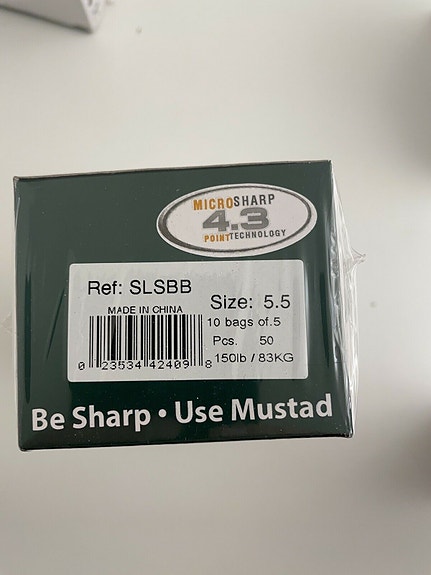 MICROSHARP
4.3
POINT TECHNOLOGY
Ref: SLSBB
MADE IN CHINA
Size: 5.5
10 bags of.5
Pcs. 50
150lb / 83KG
0 23534 42409 8
Be Sharp • Use Mustad